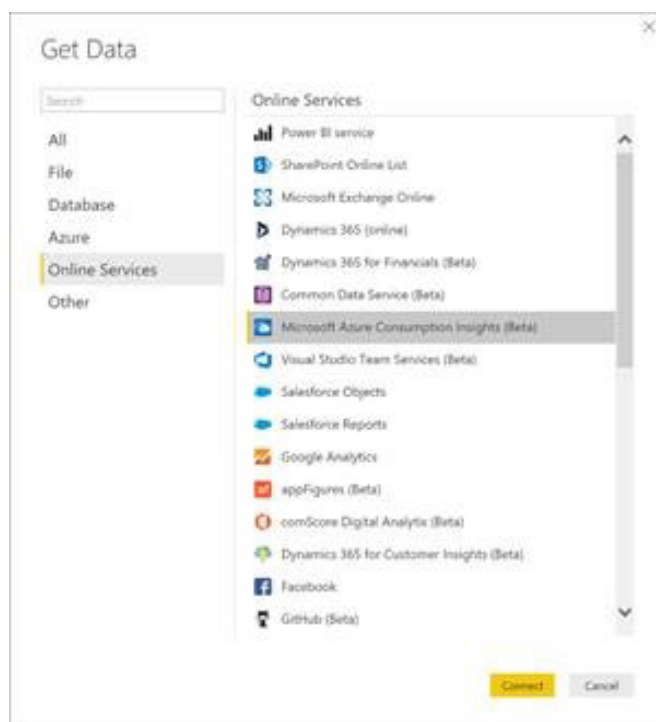 Get Data
Search
All
File
Database
Azure
Online Services
Other
Online Services
Power BI service
SharePoint Online List
Microsoft Exchange Online
Dynamics 365 (online)
Dynamics 365 for Financials (Beta)
Common Data Service (Beta)
Microsoft Azure Consumption Insights (Beta)
Visual Studio Team Services (Beta)
Salesforce Objects
Salesforce Reports
Google Analytics
appFigures (Beta)
comScore Digital Analytix (Beta)
Dynamics 365 for Customer Insights (Beta)
Facebook
GitHub (Beta)
Connect
Cancel